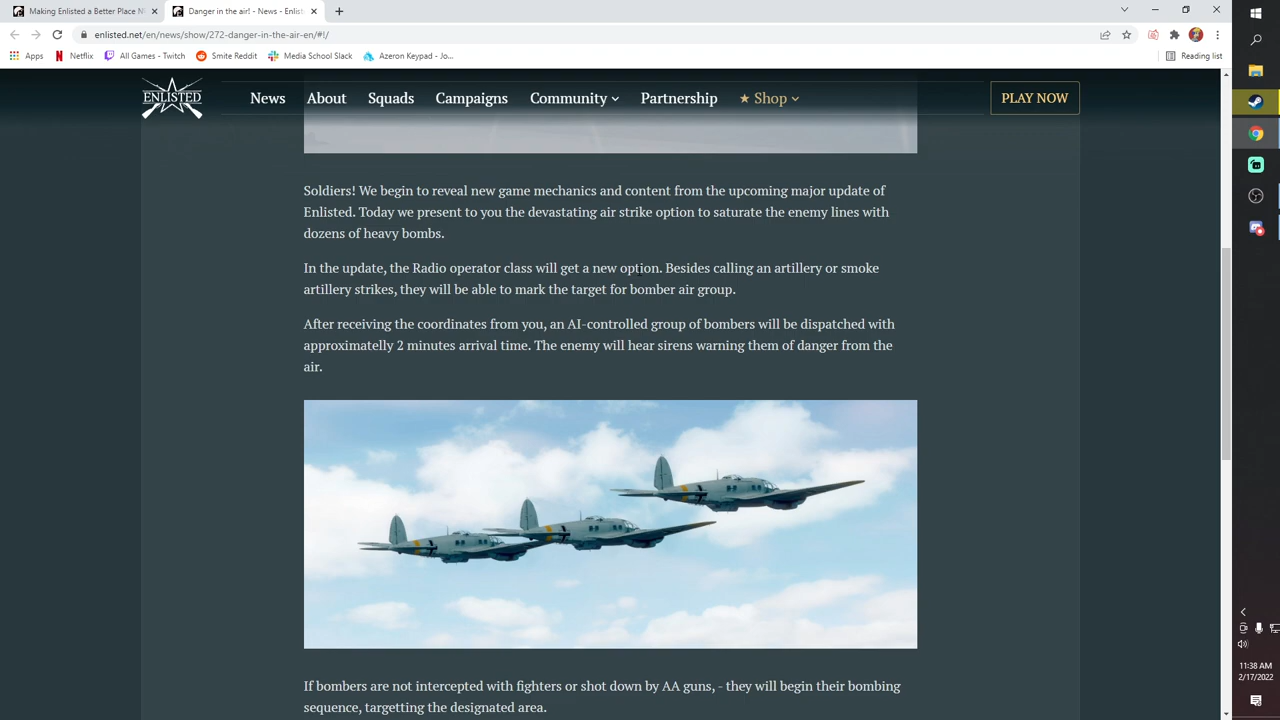 Making Enlisted a Better Place №
Danger in the air! - News - Enlist
enlisted.net/en/news/show/272-danger-in-the-air-en/#!/
Apps
Netflix
All Games - Twitch
Smite Reddit
Media School Slack
Azeron Keypad - Jo...
Reading list
ENLISTED
News
About
Squads
Campaigns
Community
Partnership
Shop
PLAY NOW
Soldiers! We begin to reveal new game mechanics and content from the upcoming major update of
Enlisted. Today we present to you the devastating air strike option to saturate the enemy lines with
dozens of heavy bombs.
In the update, the Radio operator class will get a new option. Besides calling an artillery or smoke
artillery strikes, they will be able to mark the target for bomber air group.
After receiving the coordinates from you, an AI-controlled group of bombers will be dispatched with
approximatelly 2 minutes arrival time. The enemy will hear sirens warning them of danger from the
air.
If bombers are not intercepted with fighters or shot down by AA guns, - they will begin their bombing
sequence, targetting the designated area.
11:38 AM
2/17/2022